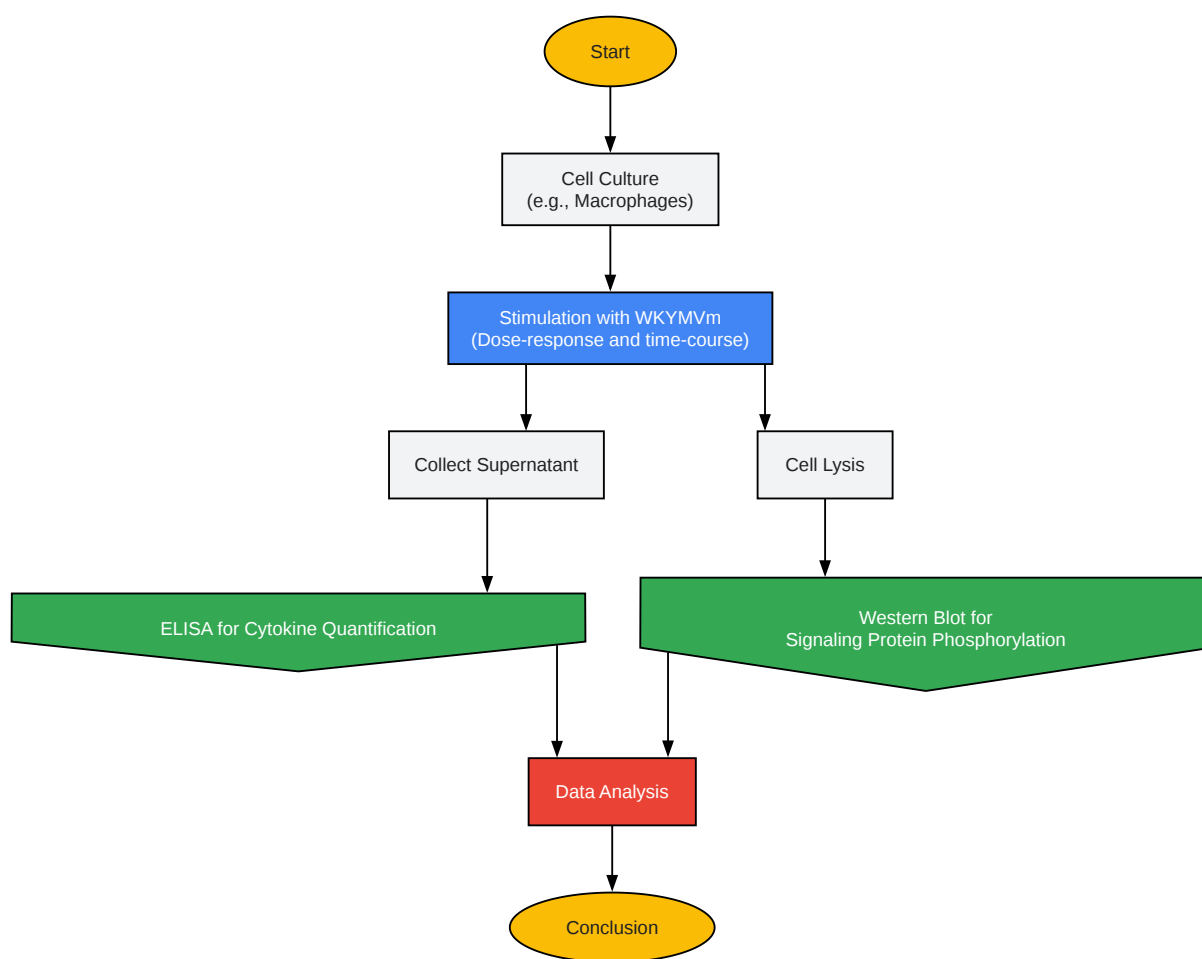 Start
Cell Culture
(e.g., Macrophages)
Stimulation with WKYMVm
(Dose-response and time-course)
Collect Supernatant
Cell Lysis
ELISA for Cytokine Quantification
Western Blot for
Signaling Protein Phosphorylation
Data Analysis
Conclusion